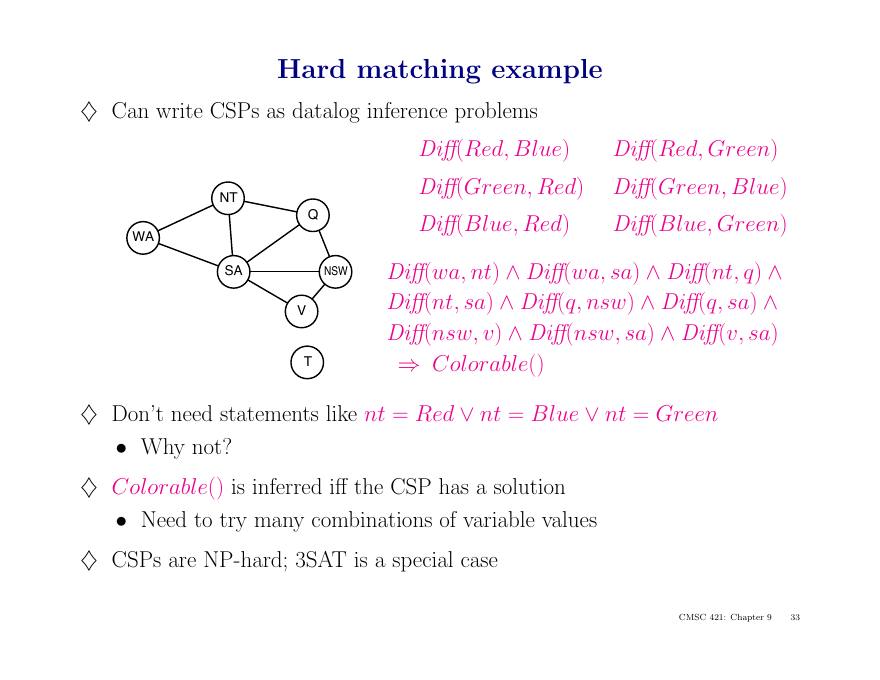 Hard matching example
♢ Can write CSPs as datalog inference problems
NT
Q
WA
SA
NSW
V
T
Diff(Red, Blue) Diff(Red, Green)
Diff(Green, Red) Diff(Green, Blue)
Diff(Blue, Red) Diff(Blue, Green)
Diff(wa, nt) ∧ Diff(wa, sa) ∧ Diff(nt, q) ∧
Diff(nt, sa) ∧ Diff(q, nsw) ∧ Diff(q, sa) ∧
Diff(nsw, v) ∧ Diff(nsw, sa) ∧ Diff(v, sa)
⇒ Colorable()
♢ Don't need statements like nt = Red ∨ nt = Blue ∨ nt = Green
• Why not?
♢ Colorable() is inferred iff the CSP has a solution
• Need to try many combinations of variable values
♢ CSPs are NP-hard; 3SAT is a special case
CMSC 421: Chapter 9 33